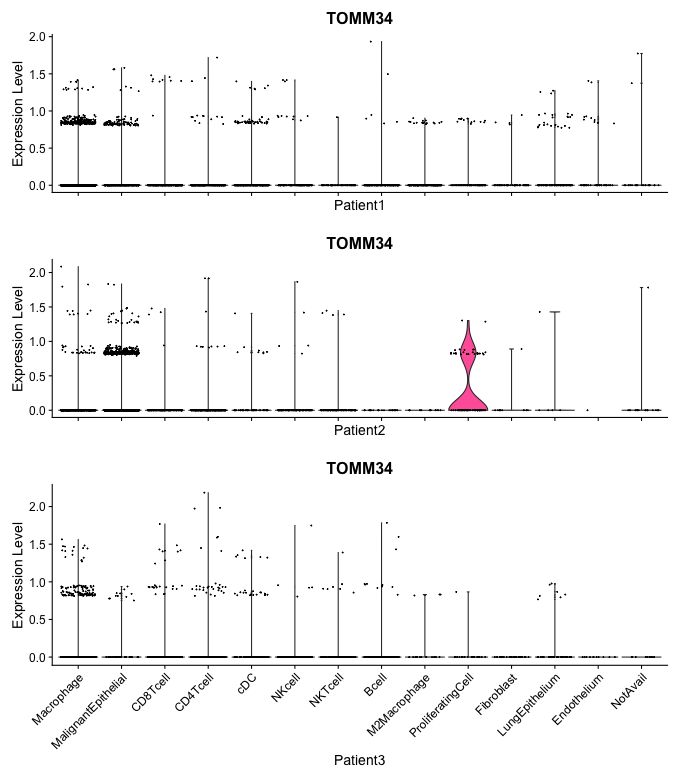 TOMM34
Expression Level
2.0
1.5
1.0
0.5
0.0
Patient1
TOMM34
Expression Level
2.0
1.5
1.0
0.5
0.0
Patient2
TOMM34
Expression Level
2.0
1.5
1.0
0.5
0.0
Macrophage
MalignantEpithelial
CD8Tcell
CD4Tcell
cDC
NKcell
NKTcell
Bcell
M2Macrophage
ProliferatingCell
Fibroblast
LungEpithelium
Endothelium
NotAvail
Patient3